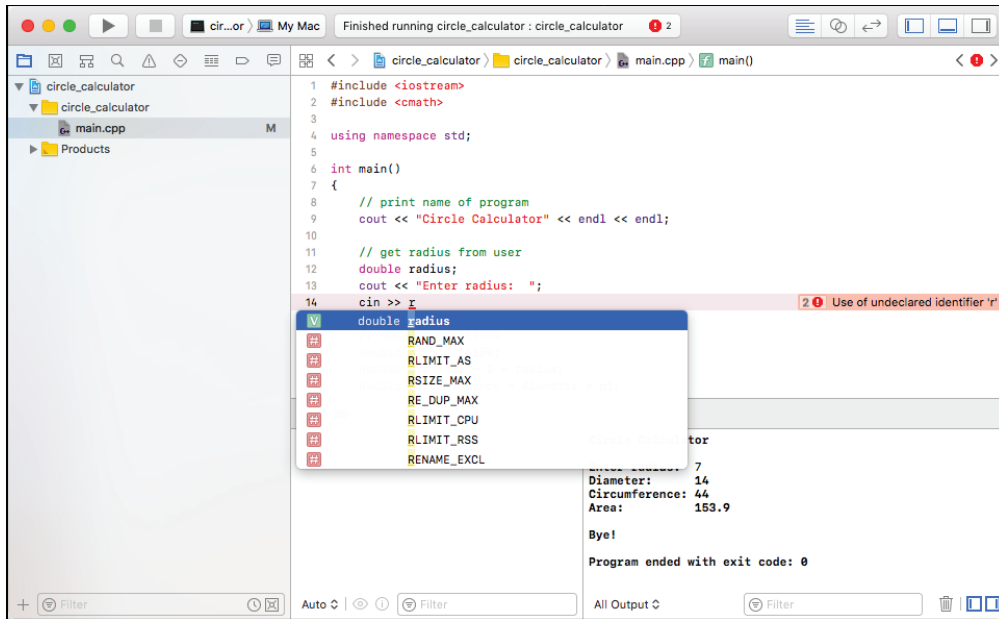 cir...or
My Mac
Finished running circle_calculator : circle_calculator
2
circle_calculator
circle_calculator
main.cpp
main()
circle_calculator
circle_calculator
main.cpp
M
Products
1 #include <iostream>
2 #include <cmath>
3
4 using namespace std;
5
6 int main()
7 {
8 // print name of program
9 cout << "Circle Calculator" << endl << endl;
10
11 // get radius from user
12 double radius;
13 cout << "Enter radius:  ";
14 cin >> r
2 Use of undeclared identifier 'r'
V double radius
# RAND_MAX
# RLIMIT_AS
# RSIZE_MAX
# RE_DUP_MAX
# RLIMIT_CPU
# RLIMIT_RSS
# RENAME_EXCL
tor
7
Diameter: 14
Circumference: 44
Area: 153.9
Bye!
Program ended with exit code: 0
Filter
Auto
Filter
All Output
Filter